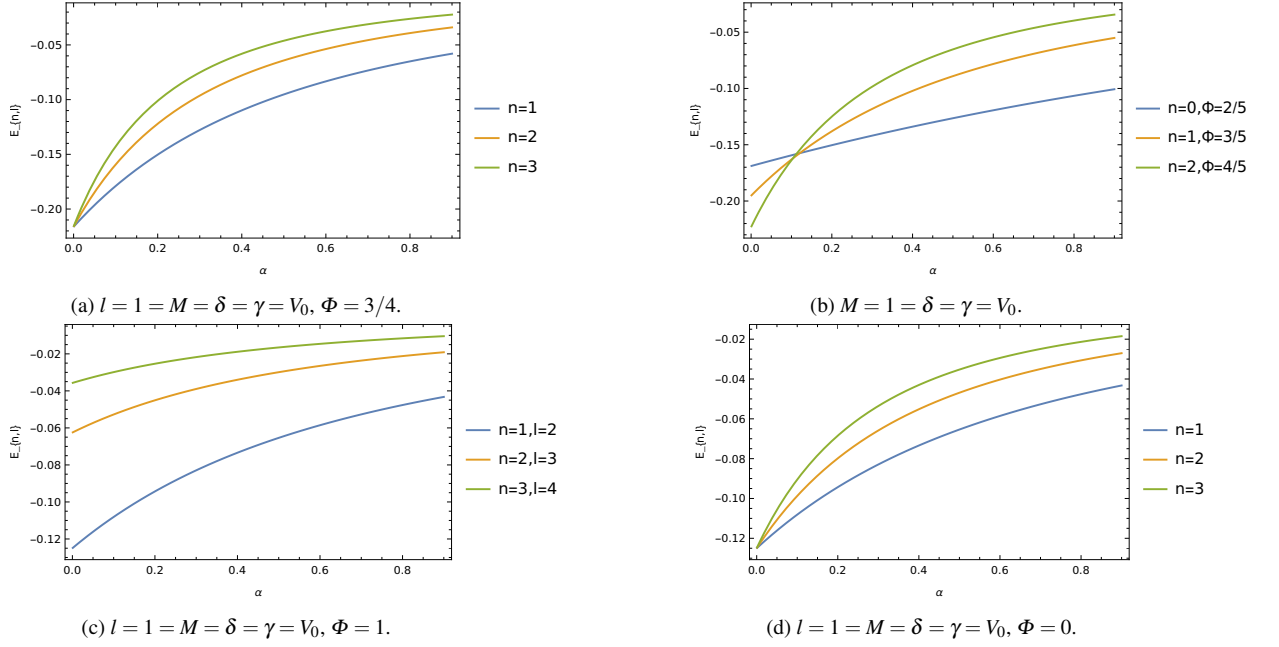 E_{n,l}
−0.05
−0.10
−0.15
−0.20
0.0 0.2 0.4 0.6 0.8
α
n=1
n=2
n=3
(a) l = 1 = M = δ = γ = V₀, Φ = 3/4.
E_{n,l}
−0.05
−0.10
−0.15
−0.20
0.0 0.2 0.4 0.6 0.8
α
n=0,Φ=2/5
n=1,Φ=3/5
n=2,Φ=4/5
(b) M = 1 = δ = γ = V₀.
E_{n,l}
−0.02
−0.04
−0.06
−0.08
−0.10
−0.12
0.0 0.2 0.4 0.6 0.8
α
n=1,l=2
n=2,l=3
n=3,l=4
(c) l = 1 = M = δ = γ = V₀, Φ = 1.
E_{n,l}
−0.02
−0.04
−0.06
−0.08
−0.10
−0.12
0.0 0.2 0.4 0.6 0.8
α
n=1
n=2
n=3
(d) l = 1 = M = δ = γ = V₀, Φ = 0.